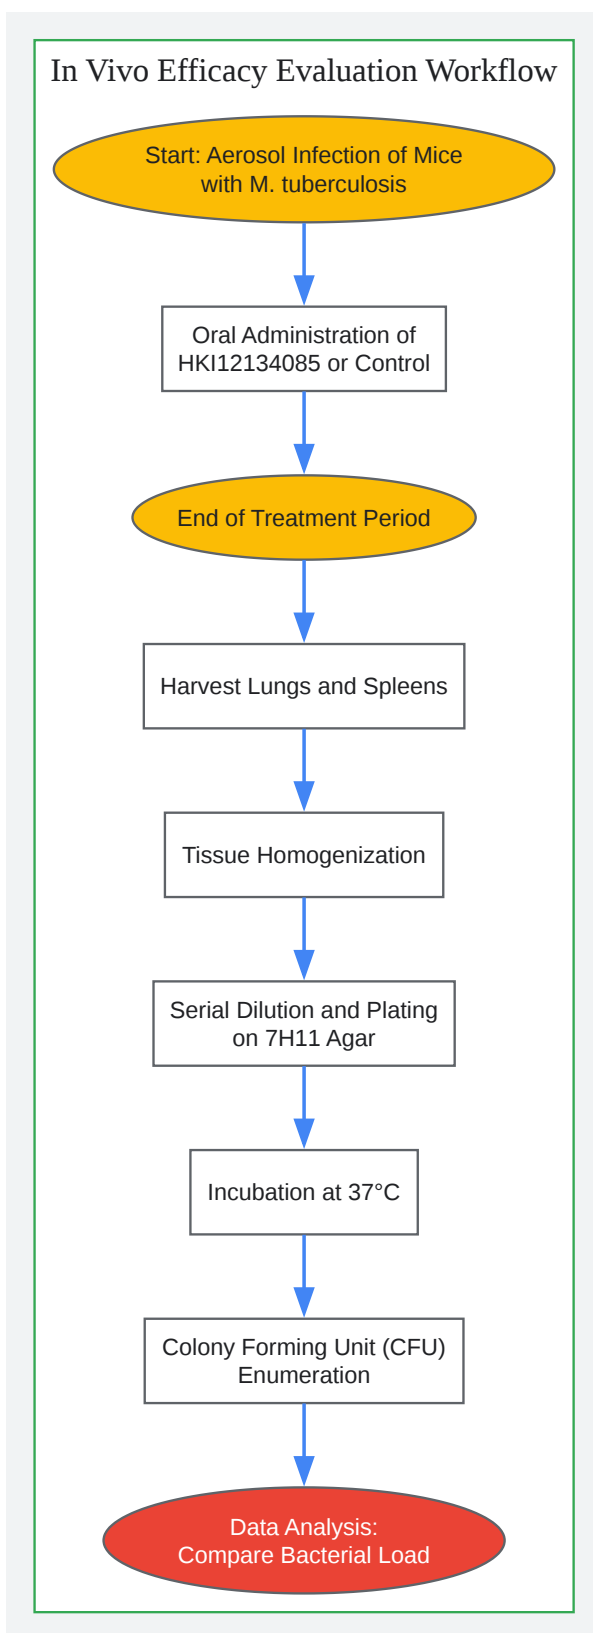 In Vivo Efficacy Evaluation Workflow
Start: Aerosol Infection of Mice
with M. tuberculosis
Oral Administration of
HKI12134085 or Control
End of Treatment Period
Harvest Lungs and Spleens
Tissue Homogenization
Serial Dilution and Plating
on 7H11 Agar
Incubation at 37°C
Colony Forming Unit (CFU)
Enumeration
Data Analysis:
Compare Bacterial Load